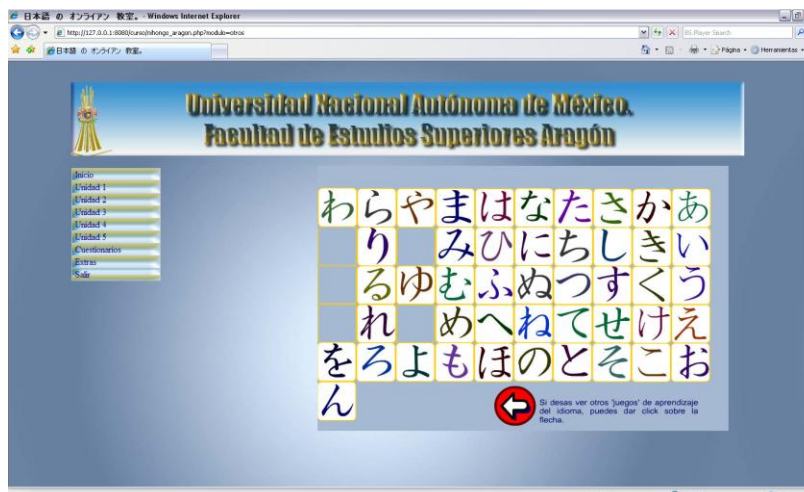 日本語 の オンライアン 教室。 - Windows Internet Explorer
http://127.0.0.1:8080/curso/nihongo_aragon.php?modulo=otros
BS.Player Search
日本語 の オンライアン 教室。
Página
Herramientas
Universidad Nacional Autónoma de México.
Facultad de Estudios Superiores Aragón
Inicio
Unidad 1
Unidad 2
Unidad 3
Unidad 4
Unidad 5
Cuestionarios
Extras
Salir
わ ら や ま は な た さ か あ
り み ひ に ち し き い
る ゆ む ふ ぬ つ す く う
れ め へ ね て せ け え
を ろ よ も ほ の と そ こ お
ん
Si desas ver otros 'juegos' de aprendizaje
del idioma, puedes dar click sobre la
flecha.